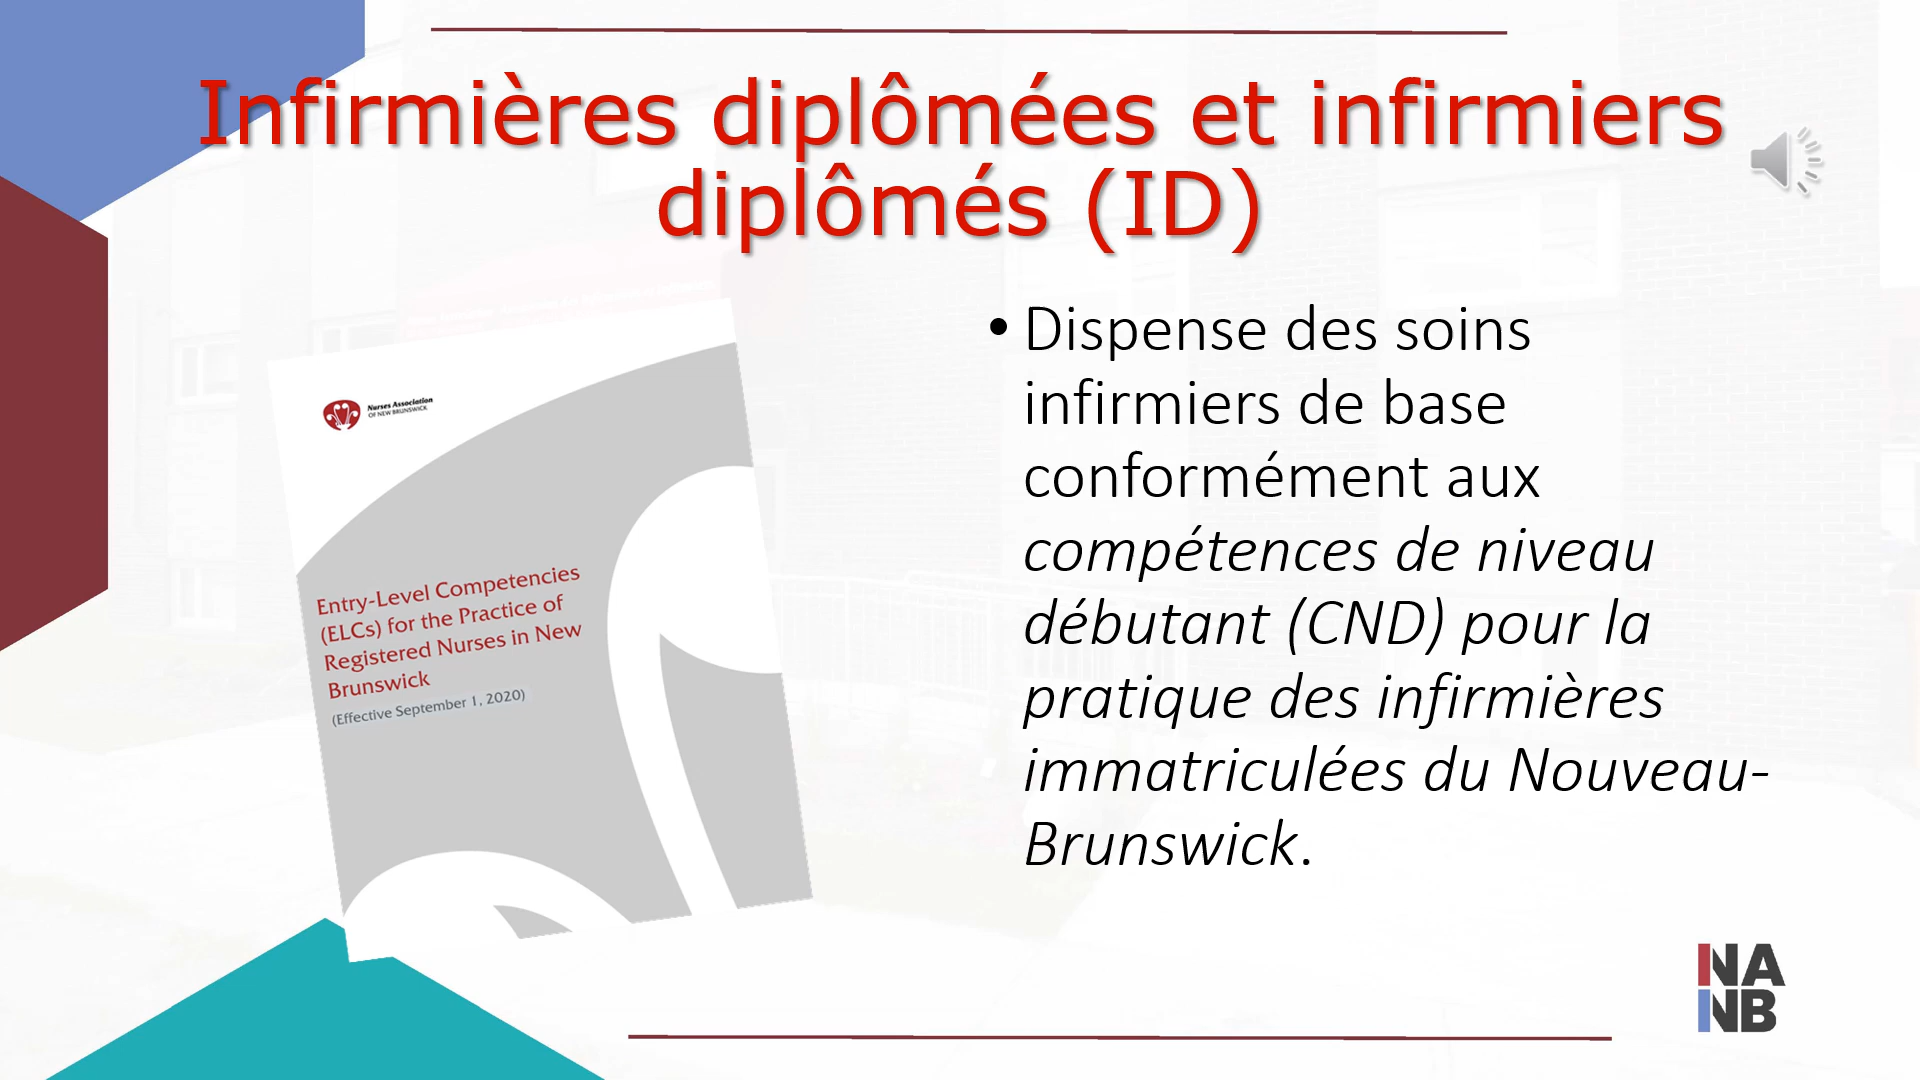 Infirmières diplômées et infirmiers
diplômés (ID)
Nurses Association
OF NEW BRUNSWICK
Entry-Level Competencies
(ELCs) for the Practice of
Registered Nurses in New
Brunswick
(Effective September 1, 2020)
• Dispense des soins
infirmiers de base
conformément aux
compétences de niveau
débutant (CND) pour la
pratique des infirmières
immatriculées du Nouveau-
Brunswick.
NA
NB